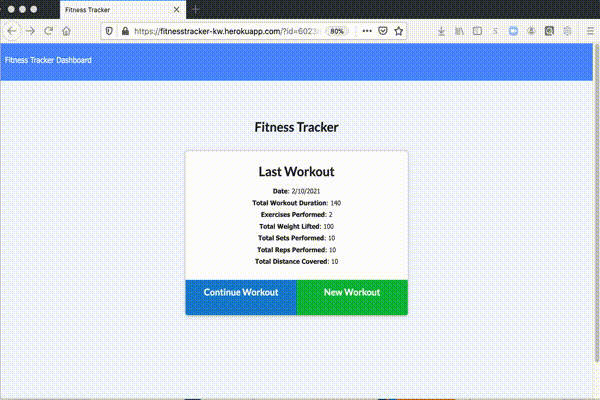 Fitness Tracker
https://fitnesstracker-kw.herokuapp.com/?id=6023
80%
Fitness Tracker Dashboard
Fitness Tracker
Last Workout
Date: 2/10/2021
Total Workout Duration: 140
Exercises Performed: 2
Total Weight Lifted: 100
Total Sets Performed: 10
Total Reps Performed: 10
Total Distance Covered: 10
Continue Workout
New Workout